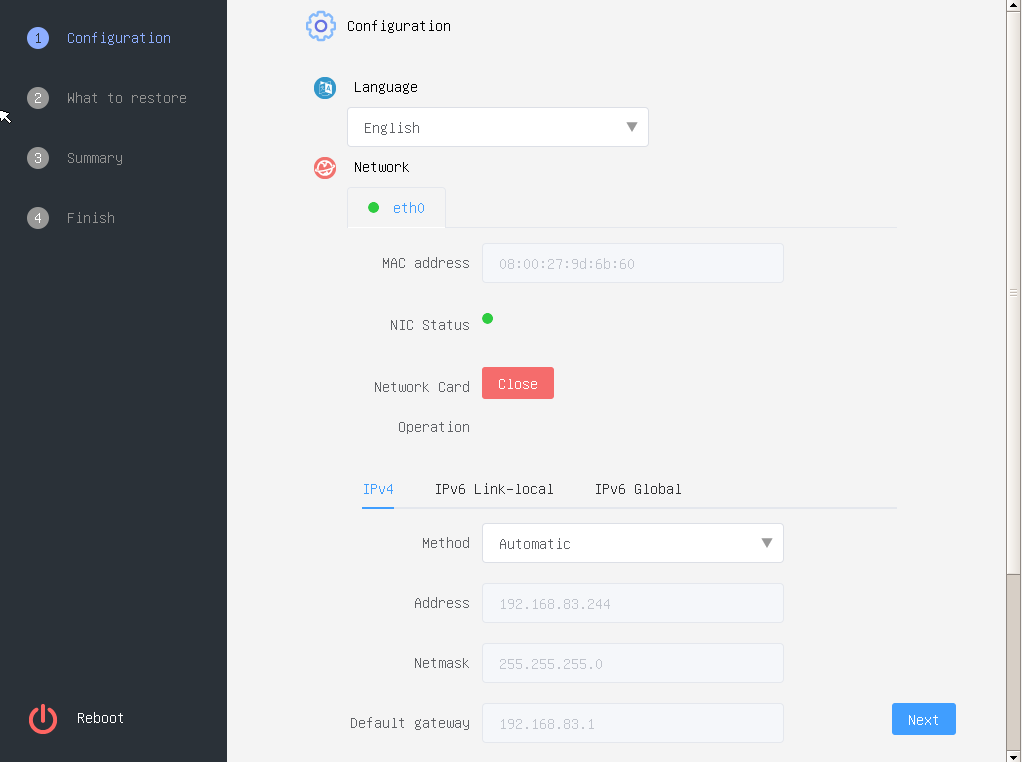 1 Configuration
2 What to restore
3 Summary
4 Finish
Reboot
Configuration
Language
English
Network
eth0
MAC address 08:00:27:9d:6b:60
NIC Status
Network Card Close
Operation
IPv4 IPv6 Link-local IPv6 Global
Method Automatic
Address 192.168.83.244
Netmask 255.255.255.0
Default gateway 192.168.83.1
Next